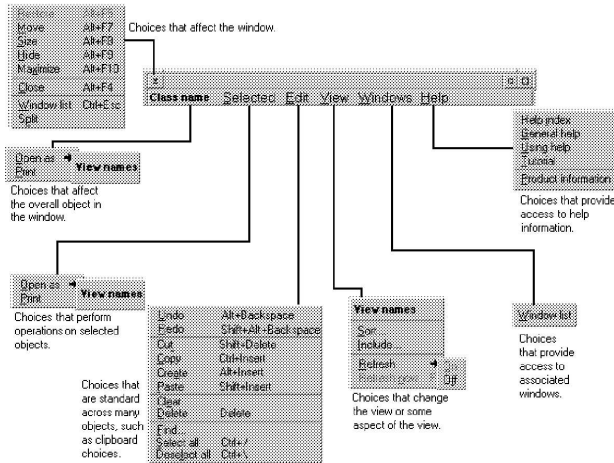 Restore Alt+F5
Move Alt+F7
Size Alt+F8
Hide Alt+F9
Maximize Alt+F10
Close Alt+F4
Window list Ctrl+Esc
Split
Choices that affect the window.
Class name Selected Edit View Windows Help
Help index
General help
Using help
Tutorial
Product information
Choices that provide
access to help
information.
Open as
Print
View names
Choices that affect
the overall object in
the window.
Open as
Print
View names
Choices that perform
operations on selected
objects.
Undo Alt+Backspace
Redo Shift+Alt+Backspace
Cut Shift+Delete
Copy Ctrl+Insert
Create Alt+Insert
Paste Shift+Insert
Clear
Delete Delete
Find...
Select all Ctrl+/
Deselect all Ctrl+\
Choices that
are standard
across many
objects, such
as clipboard
choices.
View names
Sort...
Include...
Refresh
Refresh now
On
Off
Choices that change
the view or some
aspect of the view.
Window list
Choices
that provide
access to
associated
windows.